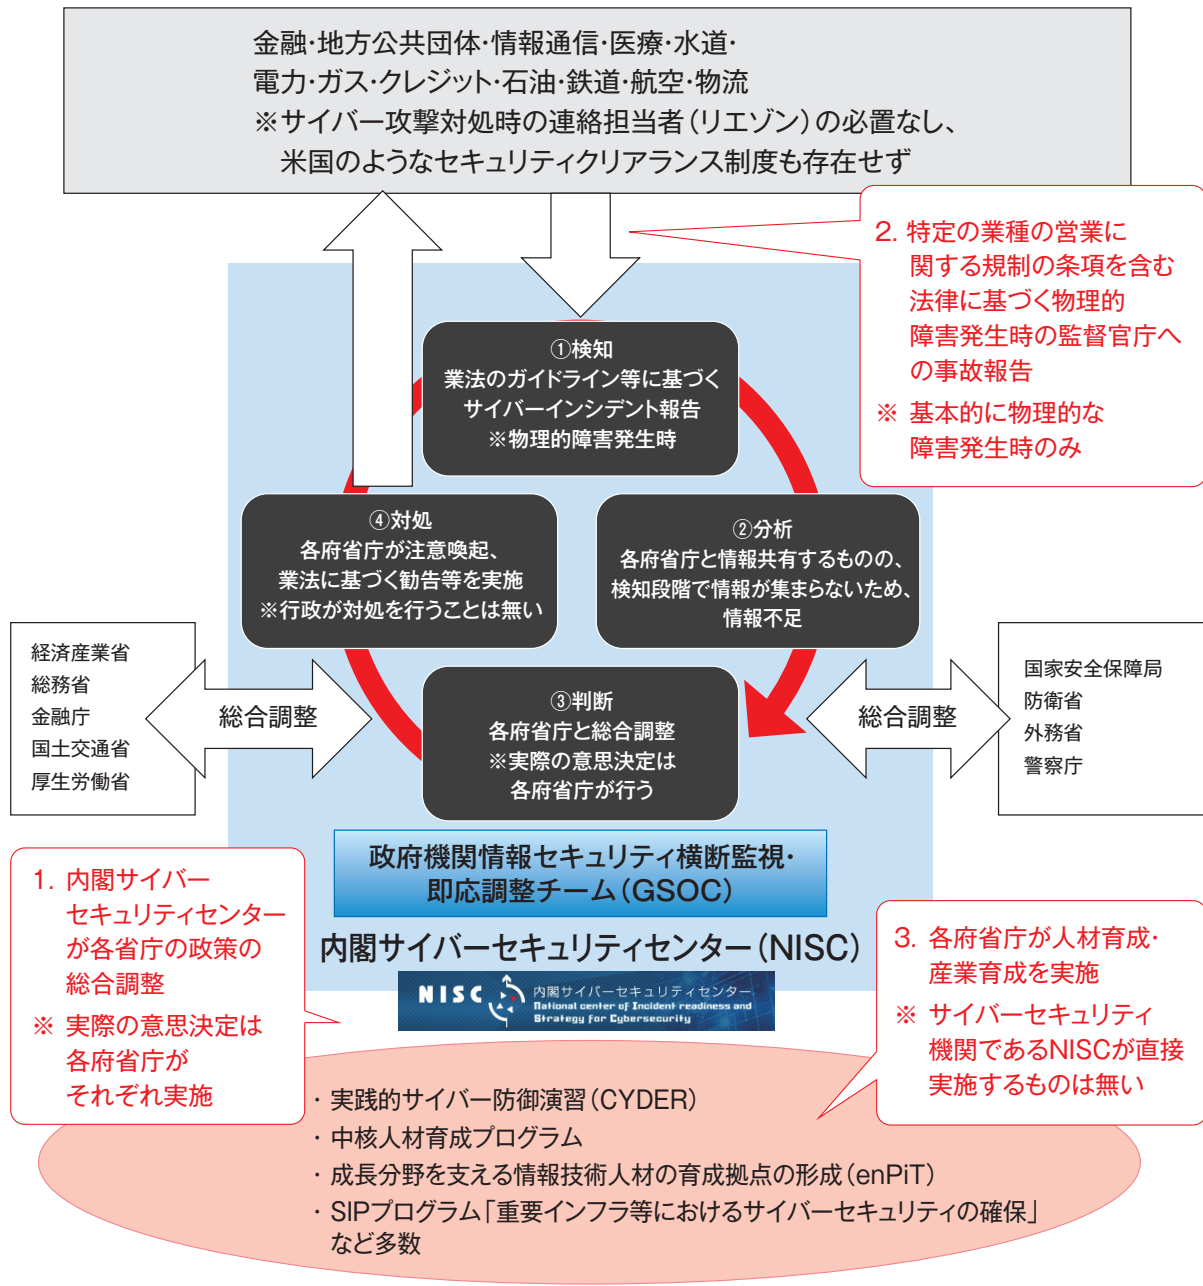 金融･地方公共団体･情報通信･医療･水道･
電力･ガス･クレジット･石油･鉄道･航空･物流
※サイバー攻撃対処時の連絡担当者(リエゾン)の必置なし、
米国のようなセキュリティクリアランス制度も存在せず
2. 特定の業種の営業に
関する規制の条項を含む
法律に基づく物理的
障害発生時の監督官庁へ
の事故報告
※ 基本的に物理的な
障害発生時のみ
①検知
業法のガイドライン等に基づく
サイバーインシデント報告
※物理的障害発生時
④対処
各府省庁が注意喚起、
業法に基づく勧告等を実施
※行政が対処を行うことは無い
②分析
各府省庁と情報共有するものの、
検知段階で情報が集まらないため、
情報不足
経済産業省
総務省
金融庁
国土交通省
厚生労働省
総合調整
③判断
各府省庁と総合調整
※実際の意思決定は
各府省庁が行う
総合調整
国家安全保障局
防衛省
外務省
警察庁
政府機関情報セキュリティ横断監視･
即応調整チーム(GSOC)
内閣サイバーセキュリティセンター(NISC)
NISC 内閣サイバーセキュリティセンター
National center of Incident readiness and
Strategy for Cybersecurity
1. 内閣サイバー
セキュリティセンター
が各省庁の政策の
総合調整
※ 実際の意思決定は
各府省庁が
それぞれ実施
3. 各府省庁が人材育成･
産業育成を実施
※ サイバーセキュリティ
機関であるNISCが直接
実施するものは無い
･ 実践的サイバー防御演習(CYDER)
･ 中核人材育成プログラム
･ 成長分野を支える情報技術人材の育成拠点の形成(enPiT)
･ SIPプログラム｢重要インフラ等におけるサイバーセキュリティの確保｣
など多数